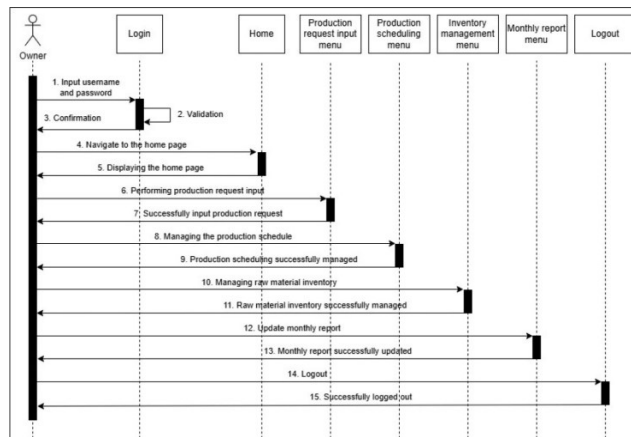 Login
Home
Production
request input
menu
Production
scheduling
menu
Inventory
management
menu
Monthly report
menu
Logout
Owner
1. Input username
and password
2. Validation
3. Confirmation
4. Navigate to the home page
5. Displaying the home page
6. Performing production request input
7. Successfully input production request
8. Managing the production schedule
9. Production scheduling successfully managed
10. Managing raw material inventory
11. Raw material inventory successfully managed
12. Update monthly report
13. Monthly report successfully updated
14. Logout
15. Successfully logged out